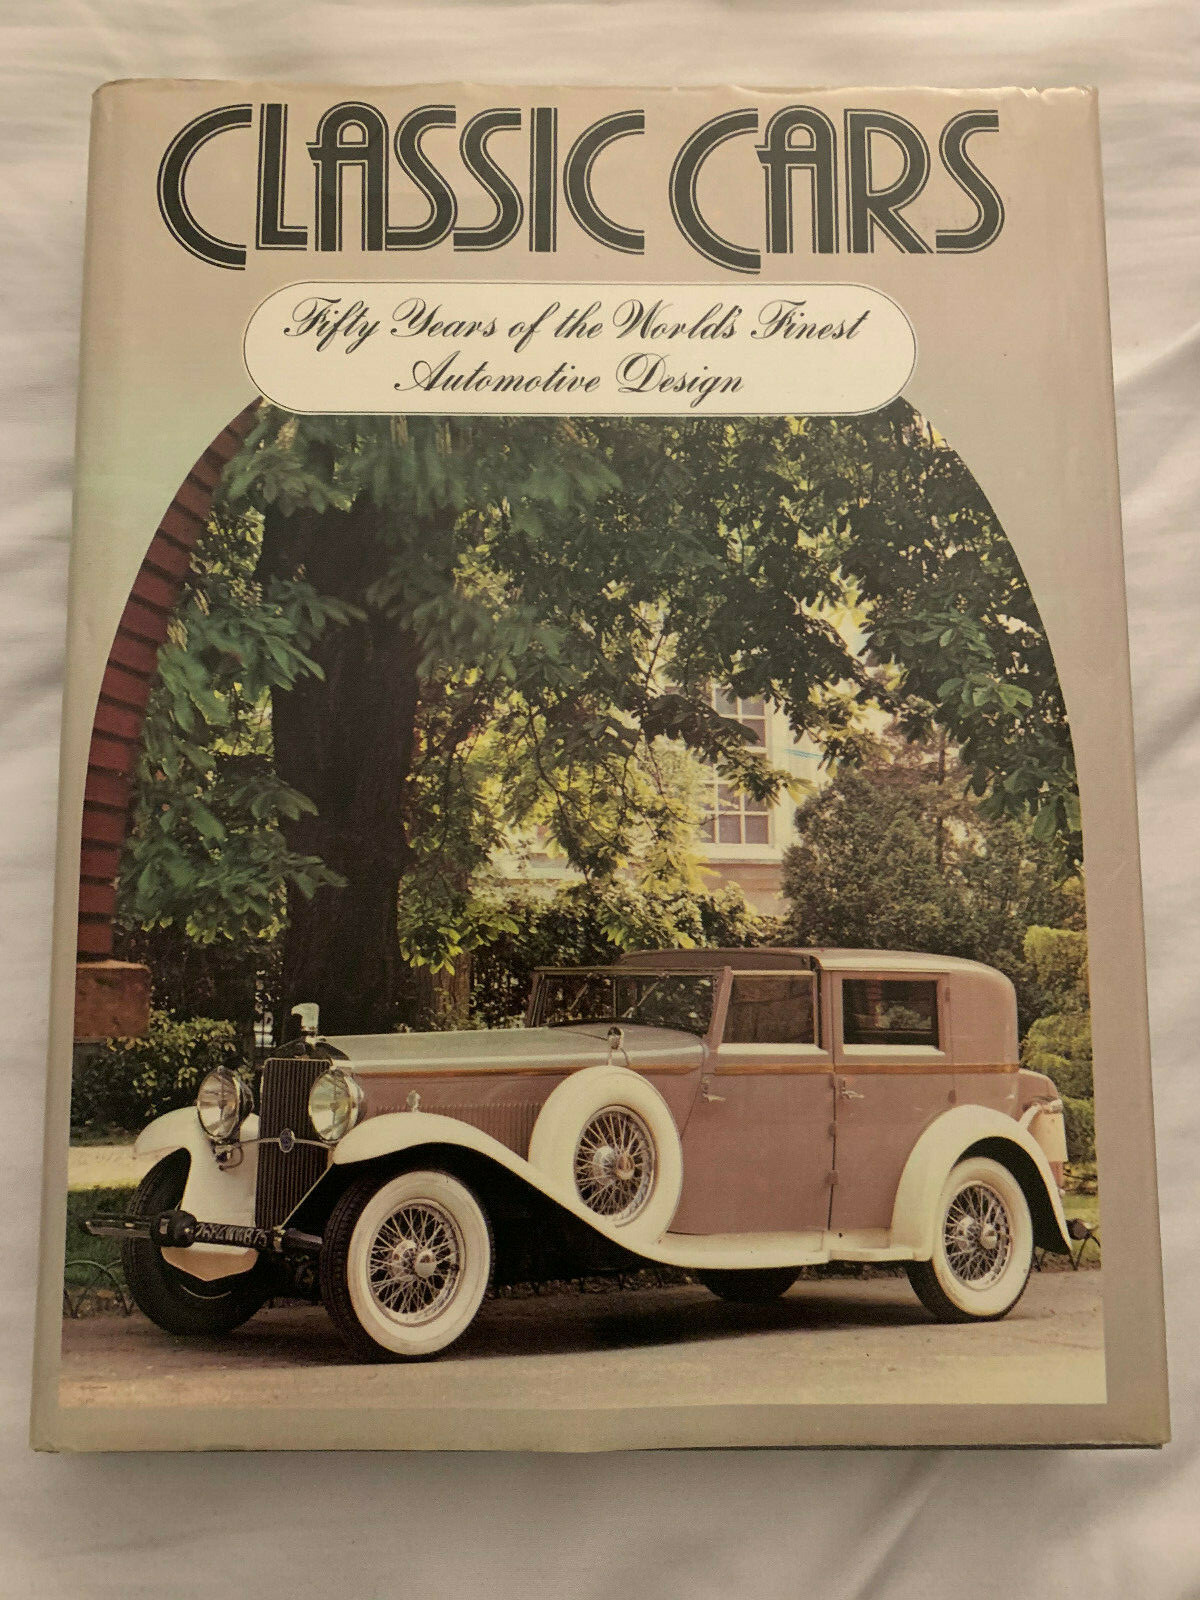 CLASSIC CARS
Fifty Years of the World's Finest
Automotive Design